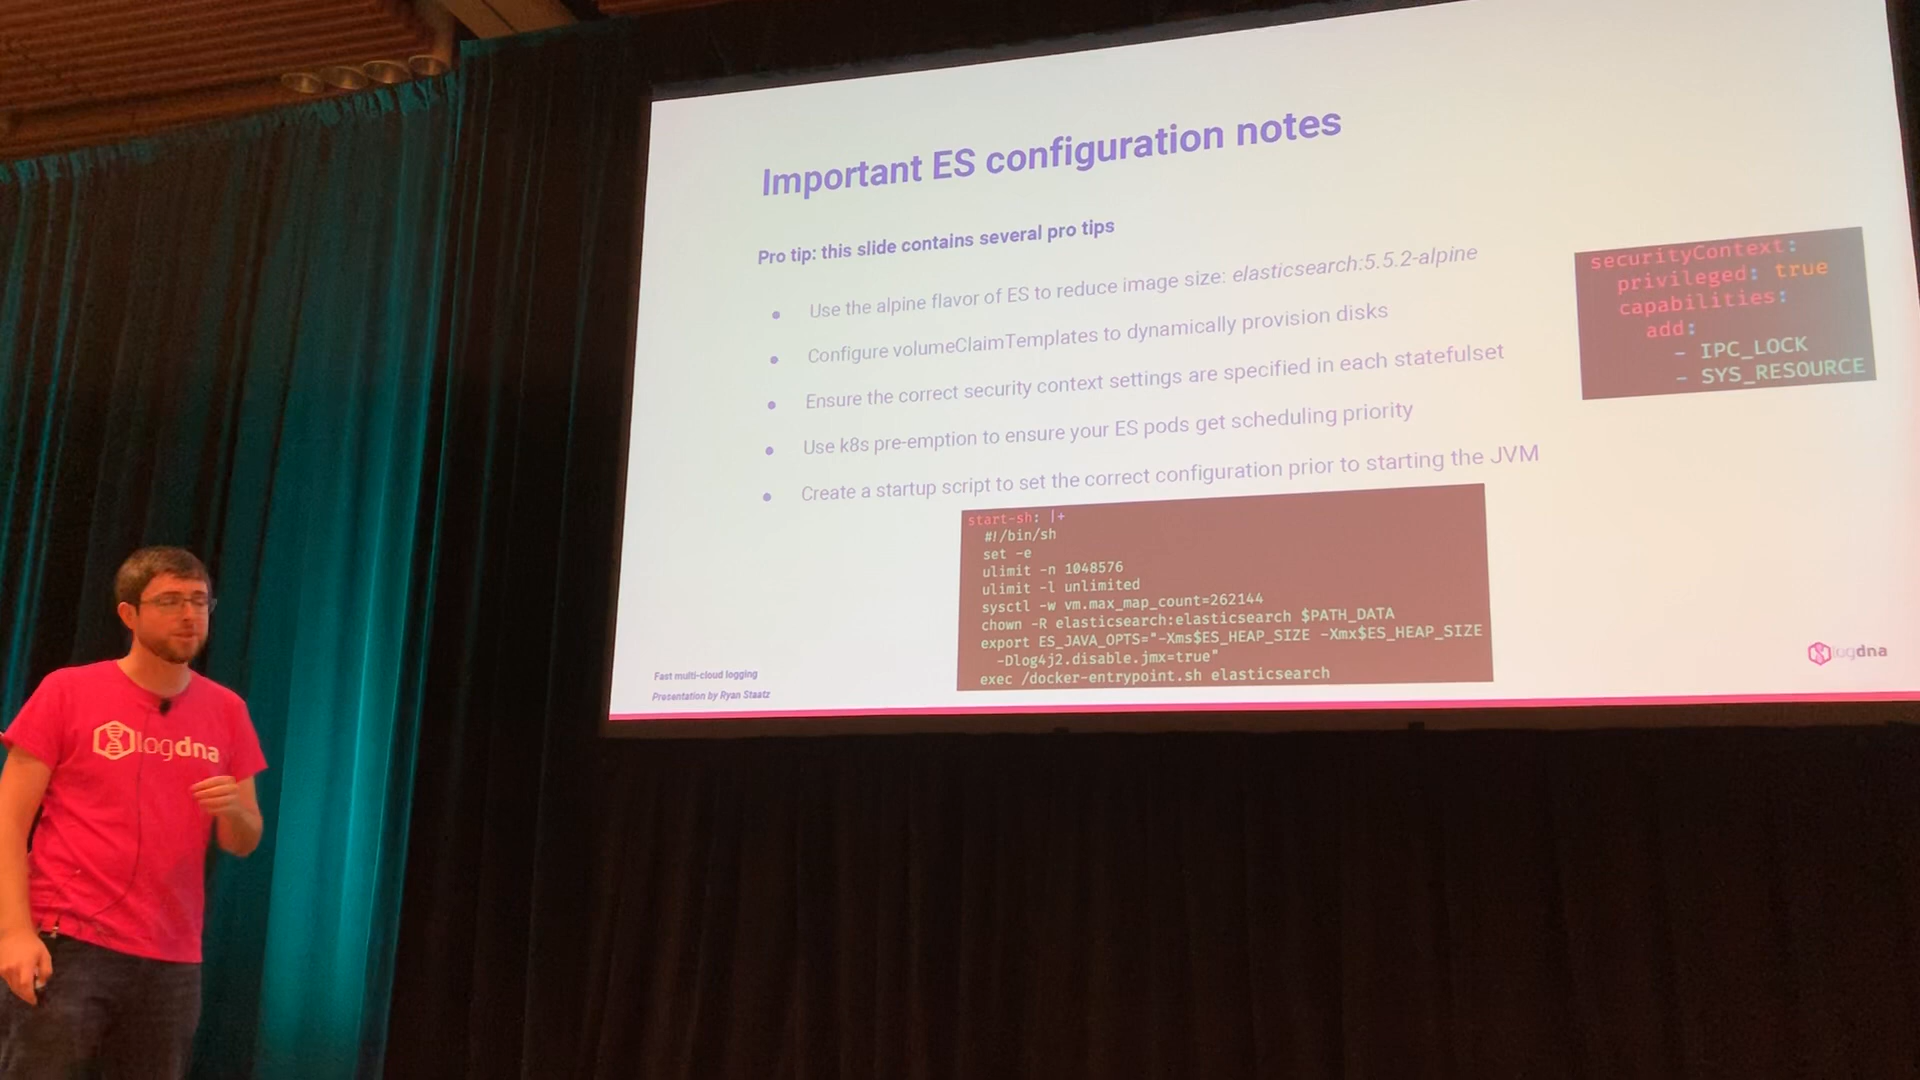 Important ES configuration notes
Pro tip: this slide contains several pro tips
• Use the alpine flavor of ES to reduce image size: elasticsearch:5.5.2-alpine
• Configure volumeClaimTemplates to dynamically provision disks
• Ensure the correct security context settings are specified in each statefulset
• Use k8s pre-emption to ensure your ES pods get scheduling priority
• Create a startup script to set the correct configuration prior to starting the JVM
securityContext:
privileged: true
capabilities:
add:
- IPC_LOCK
- SYS_RESOURCE
start-sh: |+
#!/bin/sh
set -e
ulimit -n 1048576
ulimit -l unlimited
sysctl -w vm.max_map_count=262144
chown -R elasticsearch:elasticsearch $PATH_DATA
export ES_JAVA_OPTS="-Xms$ES_HEAP_SIZE -Xmx$ES_HEAP_SIZE
-Dlog4j2.disable.jmx=true"
exec /docker-entrypoint.sh elasticsearch
Fast multi-cloud logging
Presentation by Ryan Staatz
logdna
logdna